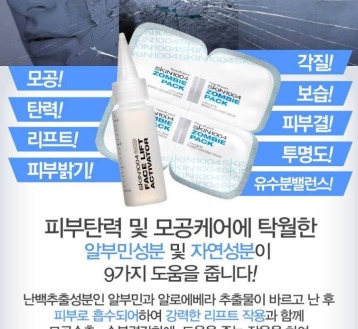 모공!
탄력!
리프트!
피부밝기!
각질!
보습!
피부결!
투명도!
유수분밸런스!
SKIN1004
ZOMBIE
PACK
SKIN1004
ZOMBIE
PACK
SKIN1004
FACE LIFT
ACTIVATOR
피부탄력 및 모공케어에 탁월한
알부민성분 및 자연성분이
9가지 도움을 줍니다!
난백추출성분인 알부민과 알로에베라 추출물이 바르고 난 후
피부로 흡수되어하여 강력한 리프트 작용과 함께